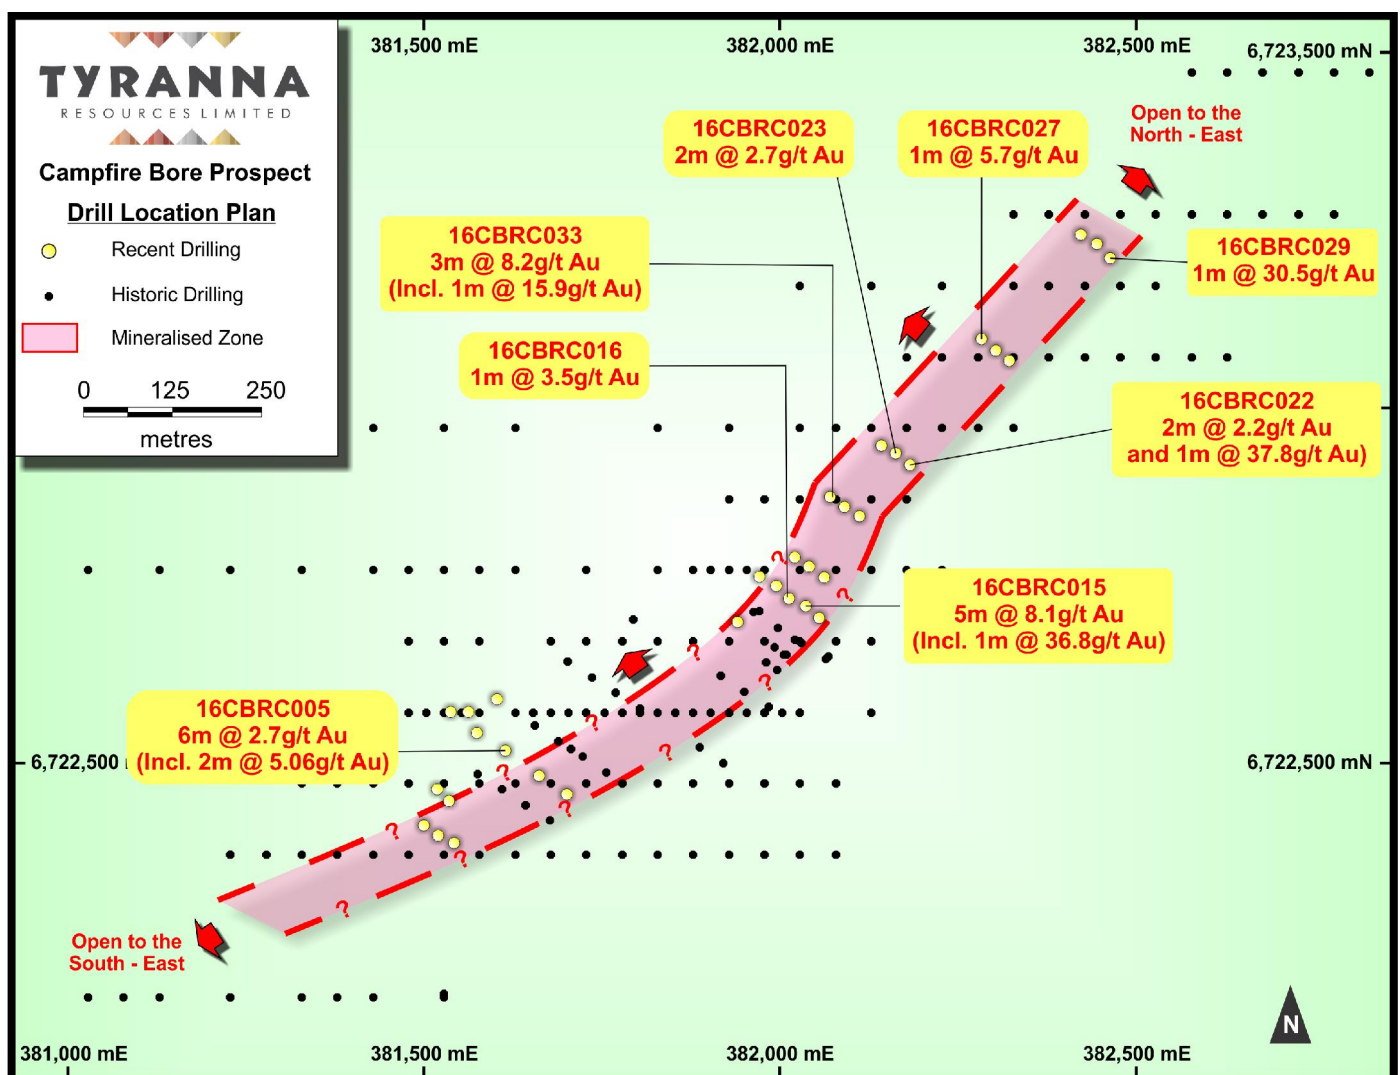 TYRANNA
RESOURCES LIMITED
Campfire Bore Prospect
Drill Location Plan
Recent Drilling
Historic Drilling
Mineralised Zone
0 125 250
metres
381,500 mE
382,000 mE
382,500 mE
6,723,500 mN
Open to the
North - East
16CBRC023
2m @ 2.7g/t Au
16CBRC027
1m @ 5.7g/t Au
16CBRC033
3m @ 8.2g/t Au
(Incl. 1m @ 15.9g/t Au)
16CBRC029
1m @ 30.5g/t Au
16CBRC016
1m @ 3.5g/t Au
16CBRC022
2m @ 2.2g/t Au
and 1m @ 37.8g/t Au)
?
?
16CBRC015
5m @ 8.1g/t Au
(Incl. 1m @ 36.8g/t Au)
?
?
16CBRC005
6m @ 2.7g/t Au
(Incl. 2m @ 5.06g/t Au)
?
?
?
?
?
?
?
6,722,500
6,722,500 mN
Open to the
South - East
N
381,000 mE
381,500 mE
382,000 mE
382,500 mE